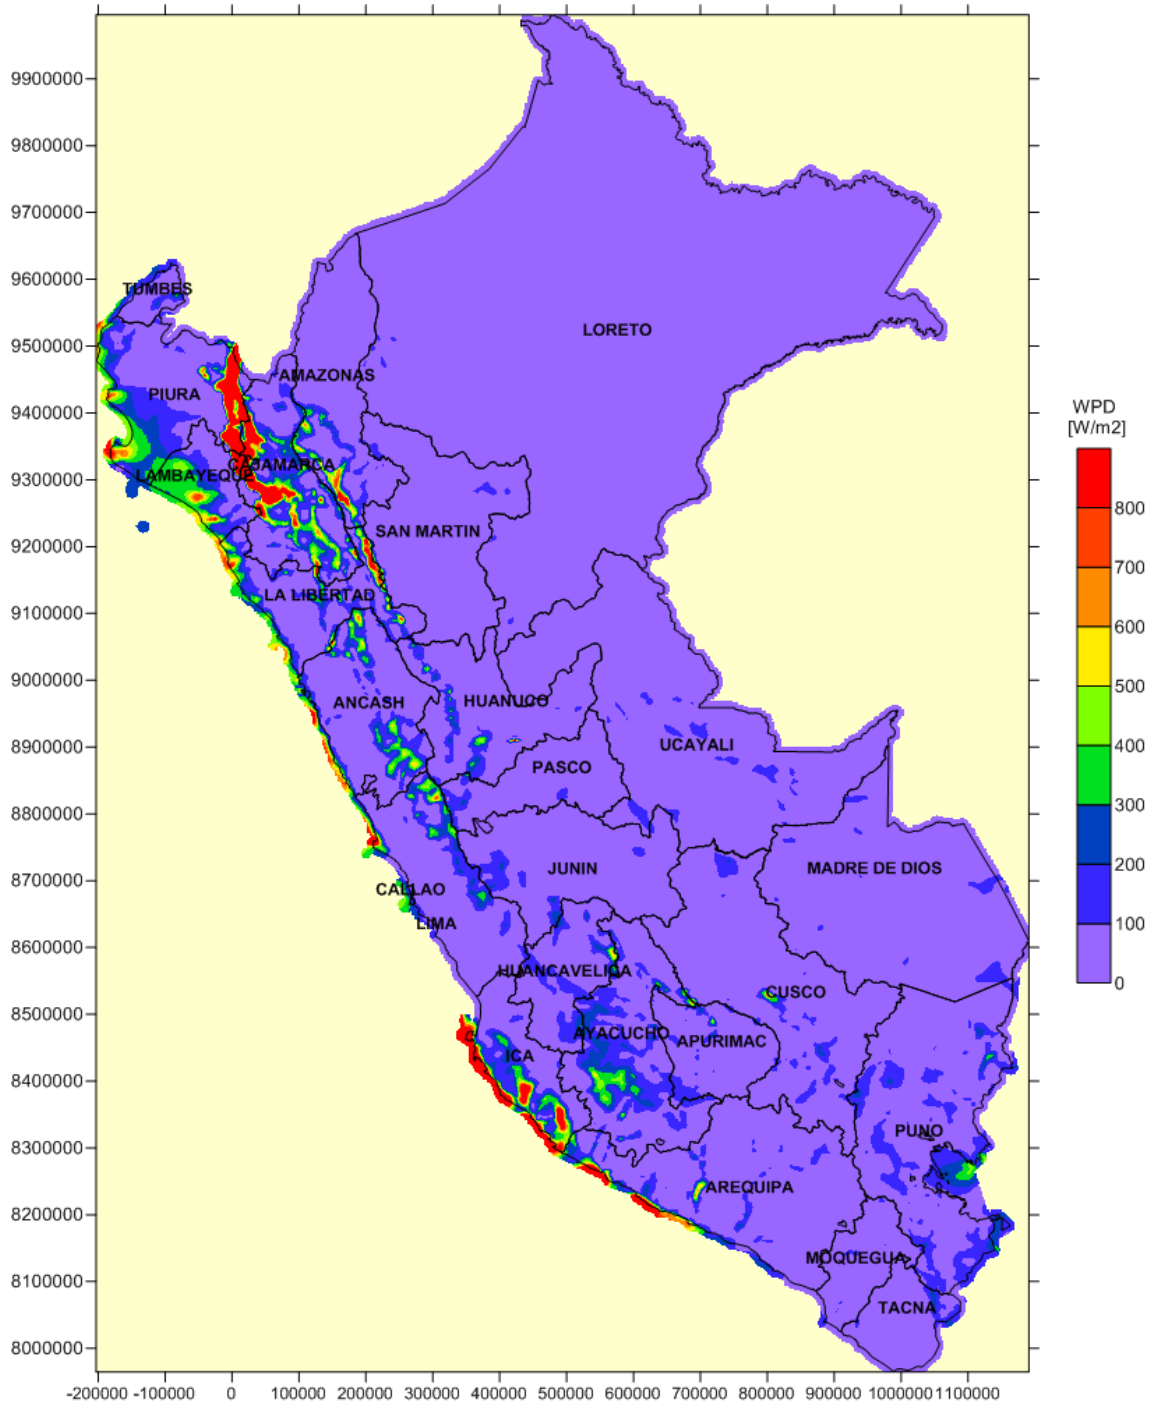 9900000
9800000
9700000
9600000
9500000
9400000
9300000
9200000
9100000
9000000
8900000
8800000
8700000
8600000
8500000
8400000
8300000
8200000
8100000
8000000
-200000 -100000 0 100000 200000 300000 400000 500000 600000 700000 800000 900000 1000000 1100000
TUMBES
LORETO
AMAZONAS
PIURA
CAJAMARCA
LAMBAYEQUE
SAN MARTIN
LA LIBERTAD
ANCASH
HUANUCO
UCAYALI
PASCO
JUNIN
MADRE DE DIOS
CALLAO
LIMA
HUANCAVELICA
CUSCO
AYACUCHO
APURIMAC
ICA
PUNO
AREQUIPA
MOQUEGUA
TACNA
WPD
[W/m2]
800
700
600
500
400
300
200
100
0